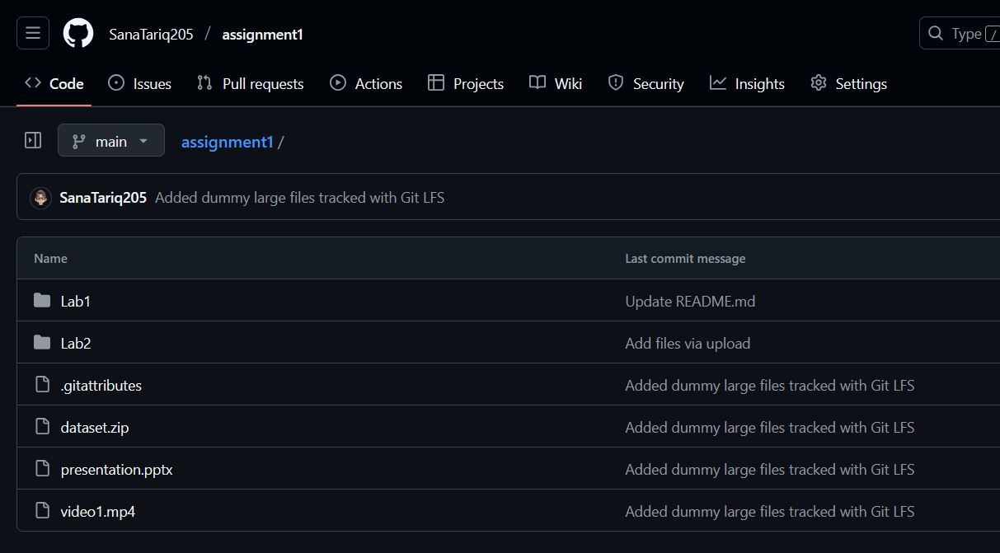 SanaTariq205 / assignment1
Type /
Code Issues Pull requests Actions Projects Wiki Security Insights Settings
main assignment1 /
SanaTariq205 Added dummy large files tracked with Git LFS
Name Last commit message
Lab1 Update README.md
Lab2 Add files via upload
.gitattributes Added dummy large files tracked with Git LFS
dataset.zip Added dummy large files tracked with Git LFS
presentation.pptx Added dummy large files tracked with Git LFS
video1.mp4 Added dummy large files tracked with Git LFS